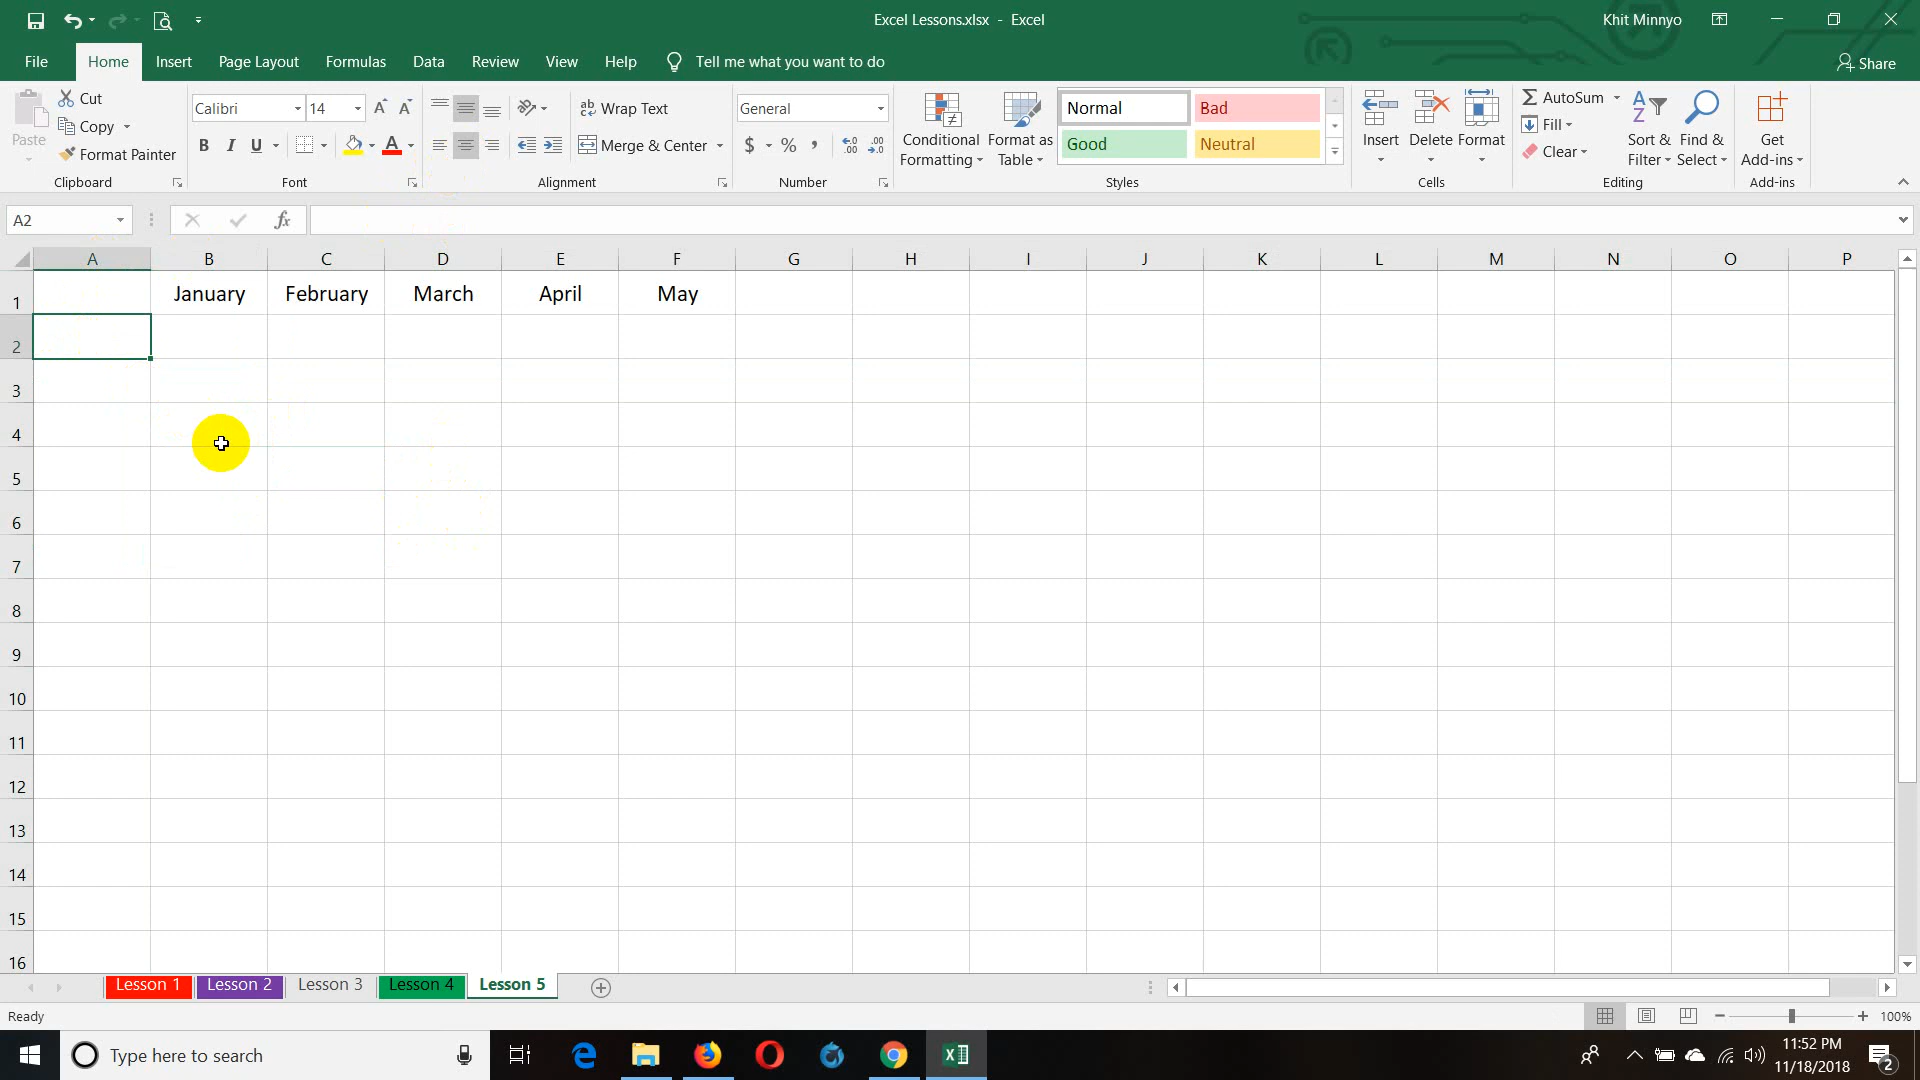 Excel Lessons.xlsx - Excel
Khit Minnyo
File Home Insert Page Layout Formulas Data Review View Help Tell me what you want to do Share
Paste
Cut
Copy
Format Painter
Clipboard
Calibri 14
B I U A
Font
Wrap Text
Merge & Center
Alignment
General
$ % ,
Number
Conditional Formatting
Format as Table
Normal Bad
Good Neutral
Styles
Insert Delete Format
Cells
AutoSum
Fill
Clear
Sort & Filter
Find & Select
Editing
Get Add-ins
Add-ins
A2 fx
A B C D E F G H I J K L M N O P
1 January February March April May
2
3
4
5
6
7
8
9
10
11
12
13
14
15
16
Lesson 1 Lesson 2 Lesson 3 Lesson 4 Lesson 5
Ready 100%
Type here to search
11:52 PM
11/18/2018
2